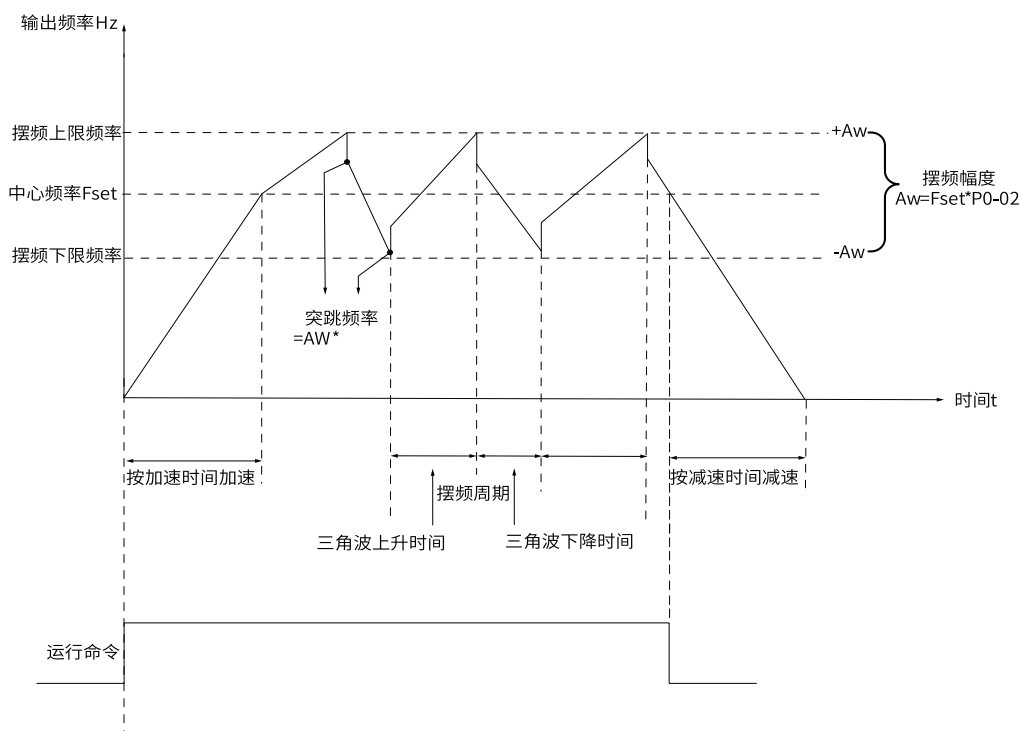 输出频率Hz
摆频上限频率
+Aw
中心频率Fset
摆频幅度
Aw=Fset*P0-02
摆频下限频率
-Aw
突跳频率
=AW*
时间t
按加速时间加速
摆频周期
按减速时间减速
三角波上升时间
三角波下降时间
运行命令